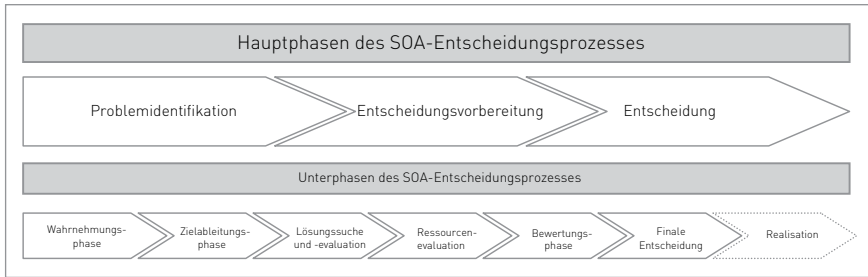 Hauptphasen des SOA-Entscheidungsprozesses
Problemidentifikation
Entscheidungsvorbereitung
Entscheidung
Unterphasen des SOA-Entscheidungsprozesses
Wahrnehmungs-
phase
Zielableitungs-
phase
Lösungssuche
und -evaluation
Ressourcen-
evaluation
Bewertungs-
phase
Finale
Entscheidung
Realisation